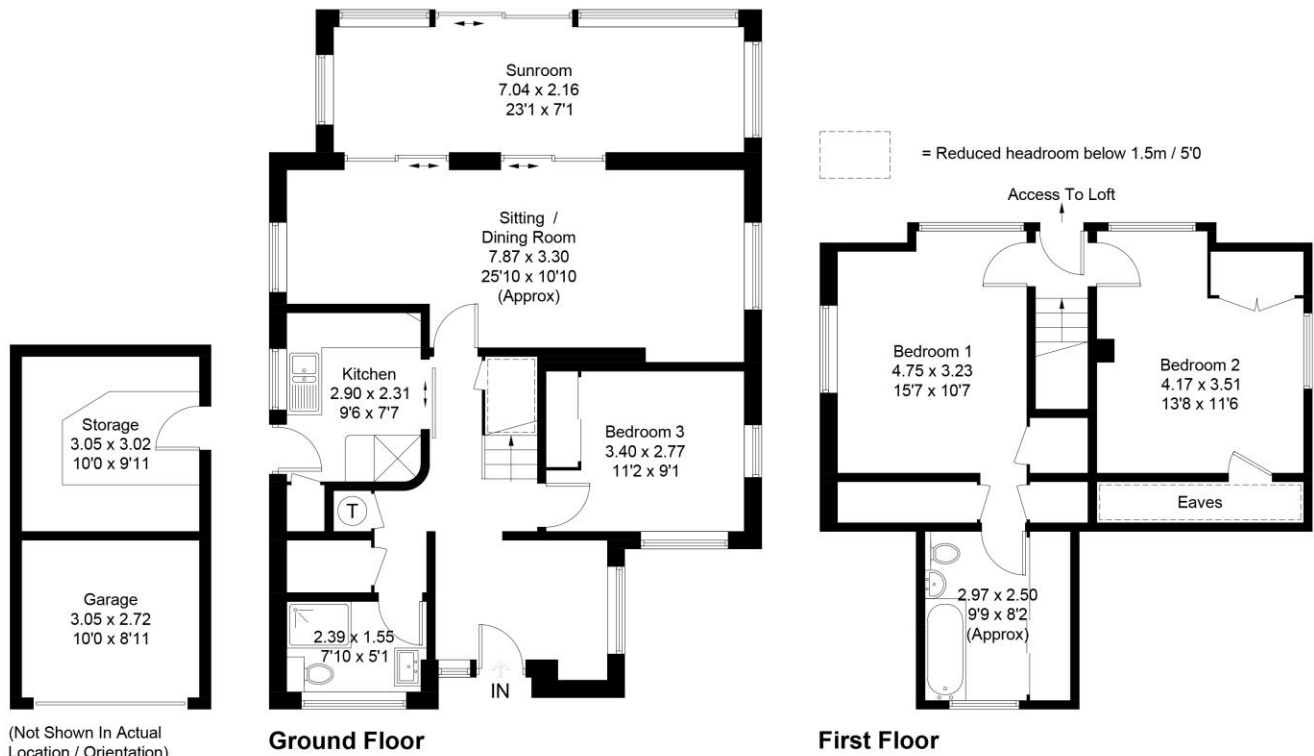 Sunroom
7.04 x 2.16
23'1 x 7'1
= Reduced headroom below 1.5m / 5'0
Access To Loft
Sitting /
Dining Room
7.87 x 3.30
25'10 x 10'10
(Approx)
Kitchen
2.90 x 2.31
9'6 x 7'7
Bedroom 3
3.40 x 2.77
11'2 x 9'1
T
2.39 x 1.55
7'10 x 5'1
IN
Storage
3.05 x 3.02
10'0 x 9'11
Garage
3.05 x 2.72
10'0 x 8'11
(Not Shown In Actual
Location / Orientation)
Ground Floor
Bedroom 1
4.75 x 3.23
15'7 x 10'7
Bedroom 2
4.17 x 3.51
13'8 x 11'6
Eaves
2.97 x 2.50
9'9 x 8'2
(Approx)
First Floor